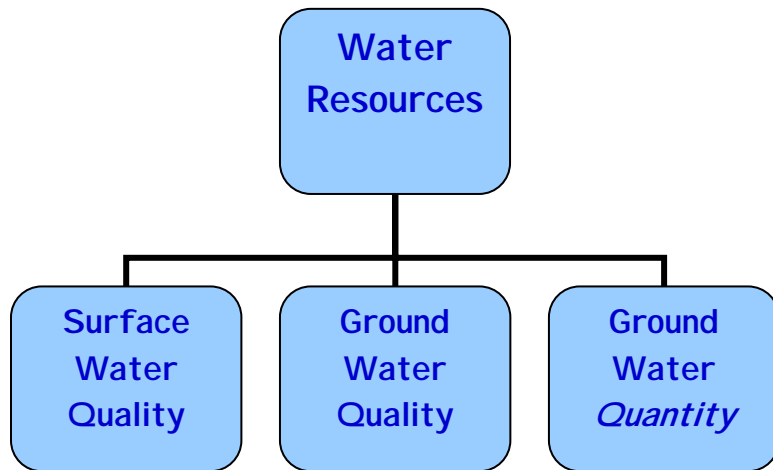 Water
Resources
Surface
Water
Quality
Ground
Water
Quality
Ground
Water
Quantity